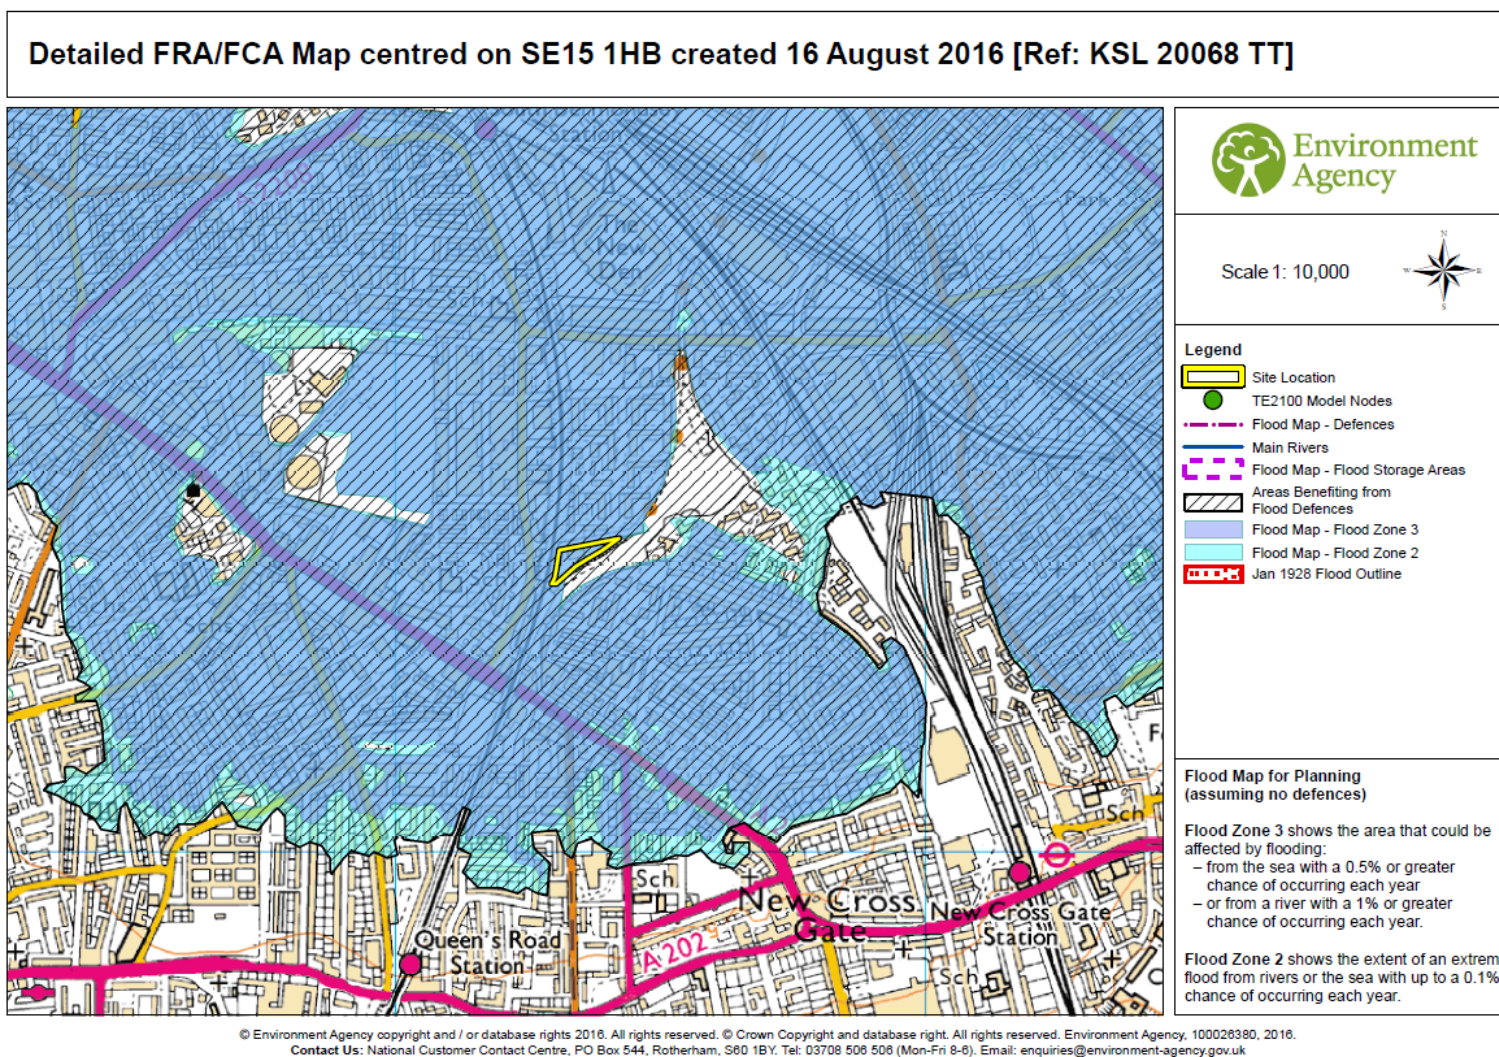 Detailed FRA/FCA Map centred on SE15 1HB created 16 August 2016 [Ref: KSL 20068 TT]
Station
A 2208
Park
The
New
Den
Sch
Sch
Environment
Agency
N
W
E
S
Scale 1: 10,000
Legend
Site Location
TE2100 Model Nodes
Flood Map - Defences
Main Rivers
Flood Map - Flood Storage Areas
Areas Benefiting from
Flood Defences
Flood Map - Flood Zone 3
Flood Map - Flood Zone 2
Jan 1928 Flood Outline
Flood Map for Planning
(assuming no defences)
Flood Zone 3 shows the area that could be
affected by flooding:
– from the sea with a 0.5% or greater
chance of occurring each year
– or from a river with a 1% or greater
chance of occurring each year.
Flood Zone 2 shows the extent of an extrem
flood from rivers or the sea with up to a 0.1%
chance of occurring each year.
Sch
Sch
New Cross
Gate
New Cross Gate
Station
Queen's Road
Station
A 202
Sch
© Environment Agency copyright and / or database rights 2016. All rights reserved. © Crown Copyright and database right. All rights reserved. Environment Agency, 100026380, 2016.
Contact Us: National Customer Contact Centre, PO Box 544, Rotherham, S60 1BY. Tel: 03708 506 506 (Mon-Fri 8-6). Email: enquiries@environment-agency.gov.uk